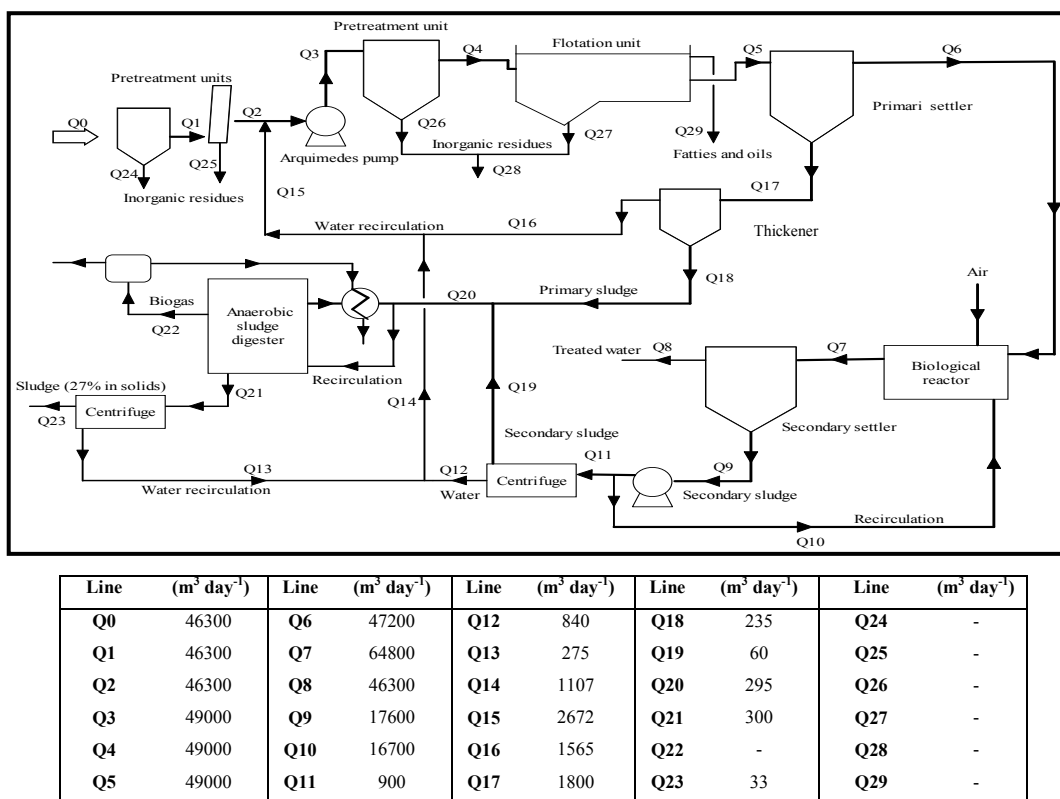 Pretreatment unit
Q3
Q4
Flotation unit
Q5
Q6
Pretreatment units
Q0
Q1
Q2
Q26
Q27
Q29
Primari settler
Q24
Q25
Arquimedes pump
Inorganic residues
Q28
Fatties and oils
Inorganic residues
Q15
Q17
Water recirculation
Q16
Thickener
Q18
Air
Biogas
Q22
Anaerobic
sludge
digester
Q20
Primary sludge
Treated water
Q8
Q7
Biological
reactor
Sludge (27% in solids)
Q21
Recirculation
Q19
Q14
Q23
Centrifuge
Secondary settler
Secondary sludge
Q13
Water recirculation
Q12
Water
Centrifuge
Q11
Q9
Secondary sludge
Recirculation
Q10
Line (m³ day⁻¹) Line (m³ day⁻¹) Line (m³ day⁻¹) Line (m³ day⁻¹) Line (m³ day⁻¹)
Q0 46300 Q6 47200 Q12 840 Q18 235 Q24 -
Q1 46300 Q7 64800 Q13 275 Q19 60 Q25 -
Q2 46300 Q8 46300 Q14 1107 Q20 295 Q26 -
Q3 49000 Q9 17600 Q15 2672 Q21 300 Q27 -
Q4 49000 Q10 16700 Q16 1565 Q22 - Q28 -
Q5 49000 Q11 900 Q17 1800 Q23 33 Q29 -